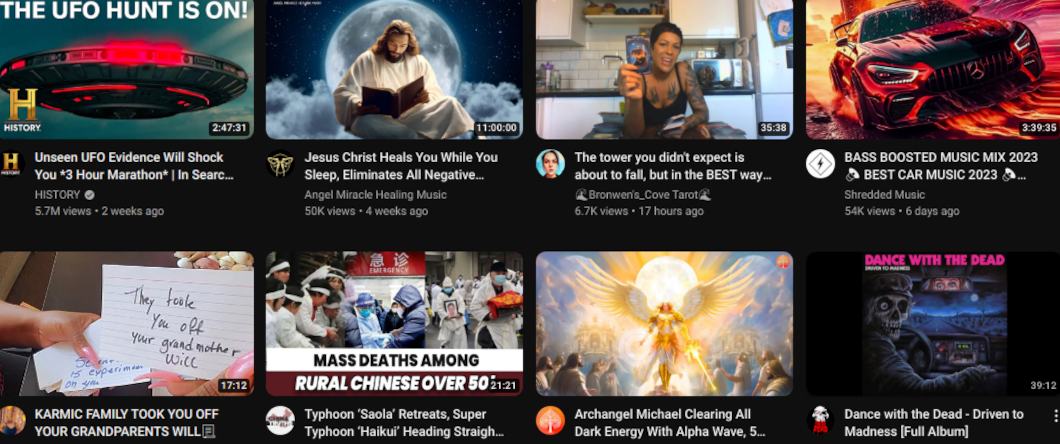 THE UFO HUNT IS ON!
H
HISTORY
2:47:31
11:00:00
35:38
3:39:35
H
HISTORY
Unseen UFO Evidence Will Shock
You *3 Hour Marathon* | In Searc...
HISTORY
5.7M views • 2 weeks ago
Jesus Christ Heals You While You
Sleep, Eliminates All Negative...
Angel Miracle Healing Music
50K views • 4 weeks ago
The tower you didn't expect is
about to fall, but in the BEST way...
🌊Bronwen's_Cove Tarot🌊
6.7K views • 17 hours ago
BASS BOOSTED MUSIC MIX 2023
🔈 BEST CAR MUSIC 2023 🔈...
Shredded Music
54K views • 6 days ago
They took
You off
your grandmother
Will
on you
17:12
急診
EMERGENCY
MASS DEATHS AMONG
RURAL CHINESE OVER 50
21:21
DANCE WITH THE DEAD
DRIVEN TO MADNESS
39:12
KARMIC FAMILY TOOK YOU OFF
YOUR GRANDPARENTS WILL🧾
Typhoon ‘Saola’ Retreats, Super
Typhoon ‘Haikui’ Heading Straigh...
Archangel Michael Clearing All
Dark Energy With Alpha Wave, 5...
Dance with the Dead - Driven to
Madness [Full Album]